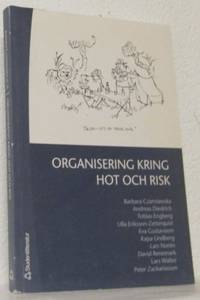 ORGANISERING KRING
HOT OCH RISK
Barbara Czarniawska
Andreas Diedrich
Tobias Engberg
Ulla Eriksson-Zetterquist
Eva Gustavsson
Kajsa Lindberg
Lars Norén
David Renemark
Lars Walter
Peter Zackariasson
Studentlitteratur